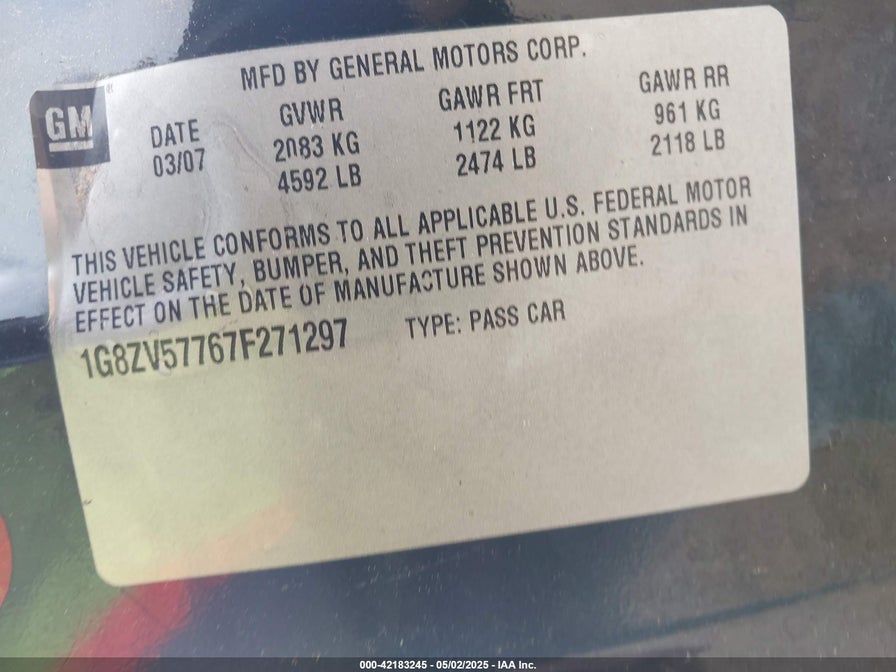 MFD BY GENERAL MOTORS CORP.
GM®
DATE GVWR GAWR FRT GAWR RR
03/07 2083 KG 1122 KG 961 KG
4592 LB 2474 LB 2118 LB
THIS VEHICLE CONFORMS TO ALL APPLICABLE U.S. FEDERAL MOTOR
VEHICLE SAFETY, BUMPER, AND THEFT PREVENTION STANDARDS IN
EFFECT ON THE DATE OF MANUFACTURE SHOWN ABOVE.
1G8ZV57767F271297 TYPE: PASS CAR
000-42183245 - 05/02/2025 - IAA Inc.